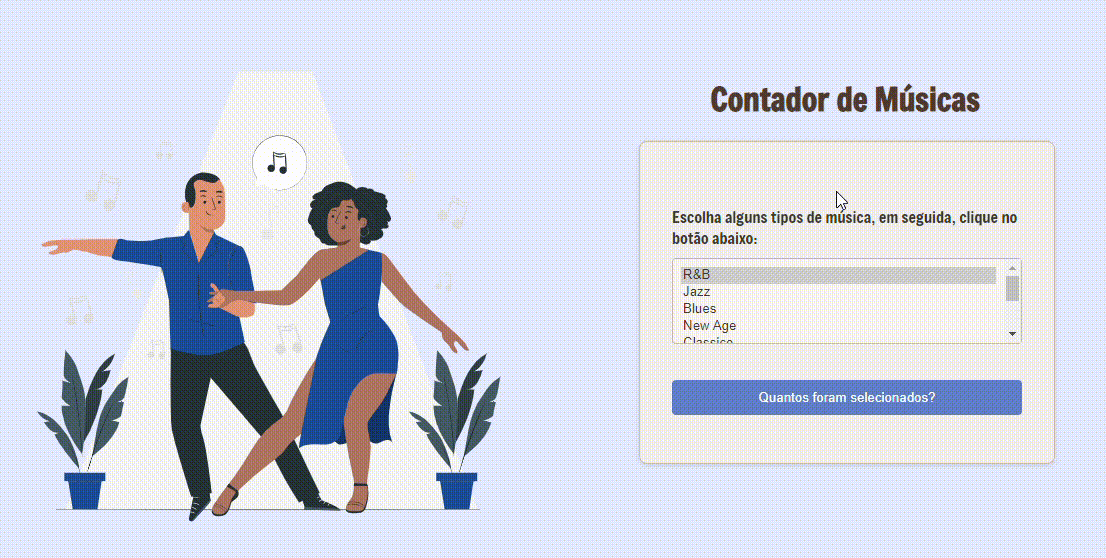 Contador de Músicas
Escolha alguns tipos de música, em seguida, clique no
botão abaixo:
R&B
Jazz
Blues
New Age
Classico
Quantos foram selecionados?